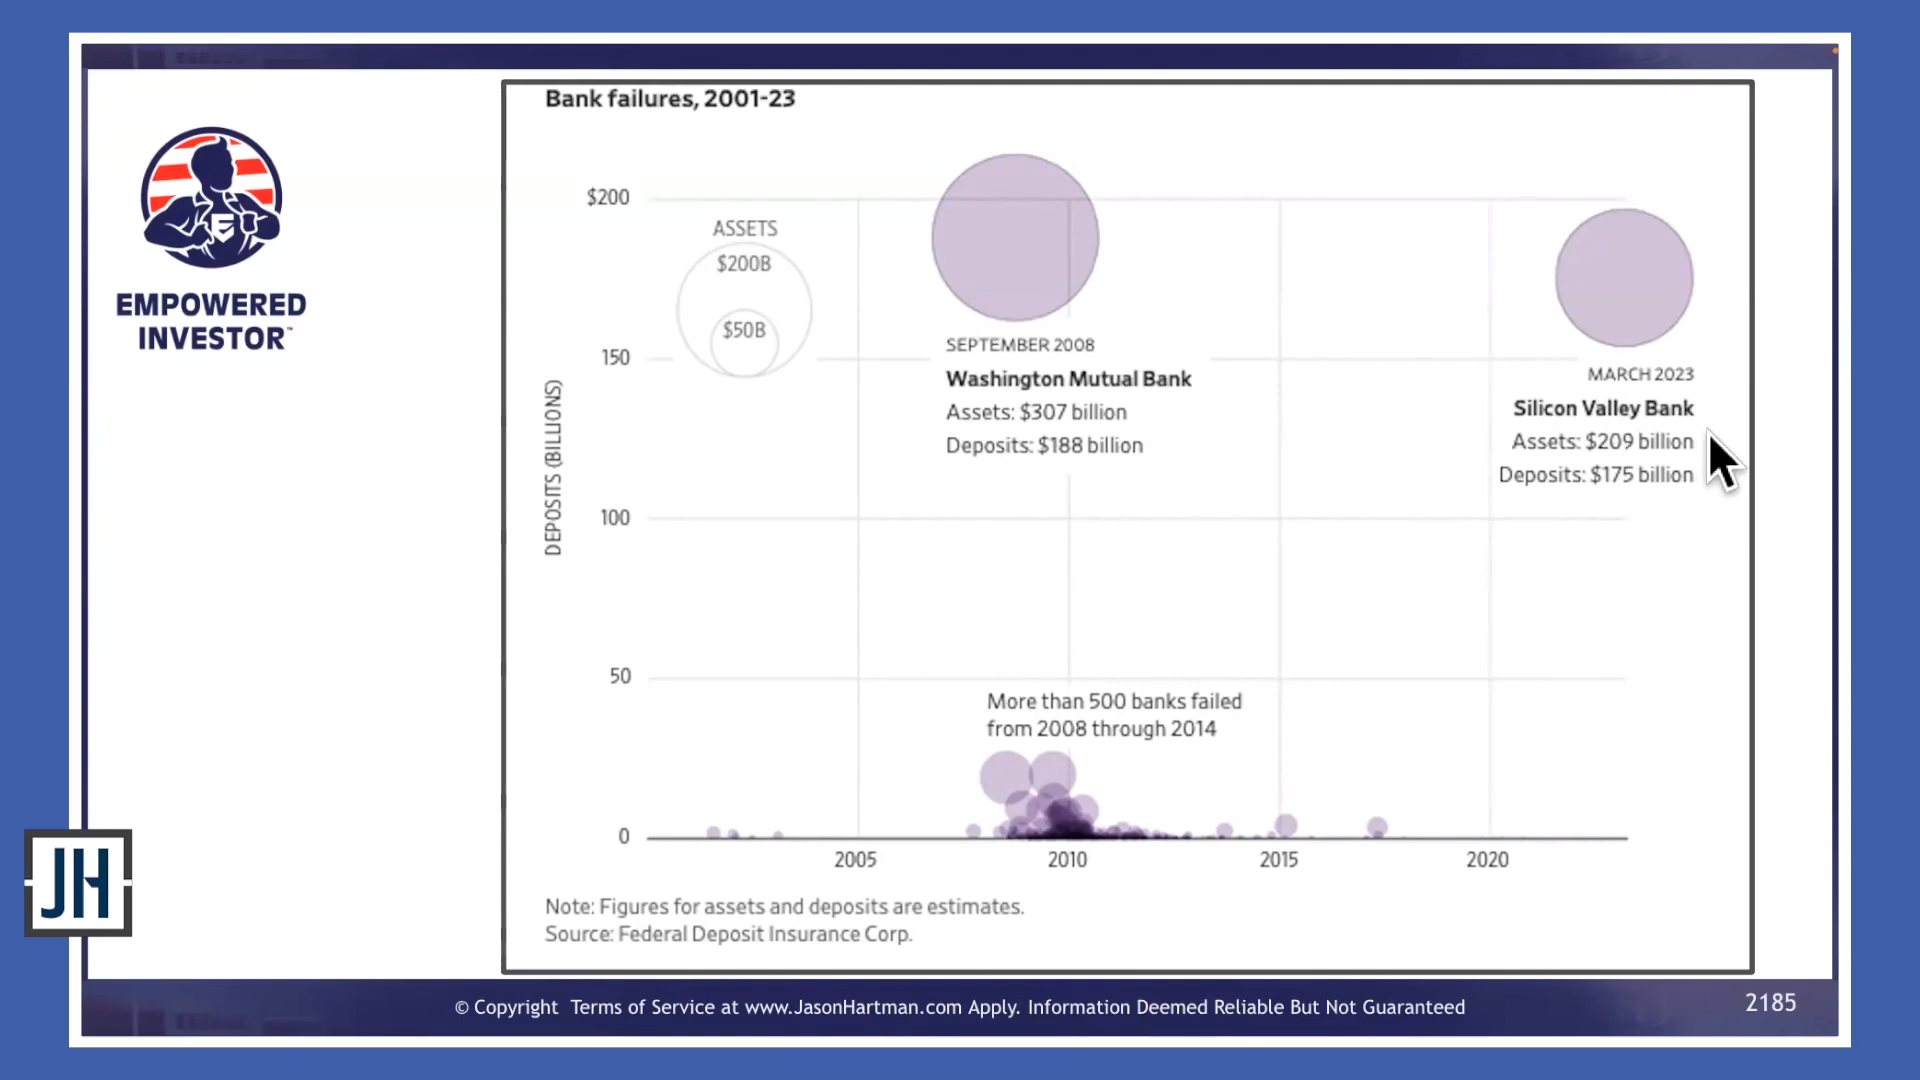 Bank failures, 2001-23
EMPOWERED
INVESTOR™
$200
150
100
50
0
DEPOSITS (BILLIONS)
ASSETS
$200B
$50B
SEPTEMBER 2008
Washington Mutual Bank
Assets: $307 billion
Deposits: $188 billion
MARCH 2023
Silicon Valley Bank
Assets: $209 billion
Deposits: $175 billion
More than 500 banks failed
from 2008 through 2014
2005 2010 2015 2020
Note: Figures for assets and deposits are estimates.
Source: Federal Deposit Insurance Corp.
JH
© Copyright Terms of Service at www.JasonHartman.com Apply. Information Deemed Reliable But Not Guaranteed
2185